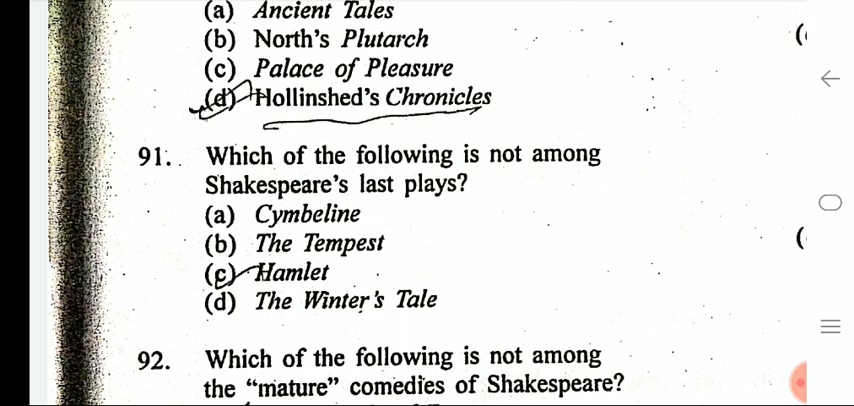 (a) Ancient Tales
(b) North's Plutarch
(c) Palace of Pleasure
(d) Hollinshed's Chronicles
91. Which of the following is not among
Shakespeare's last plays?
(a) Cymbeline
(b) The Tempest
(c) Hamlet
(d) The Winter's Tale
92. Which of the following is not among
the “mature” comedies of Shakespeare?